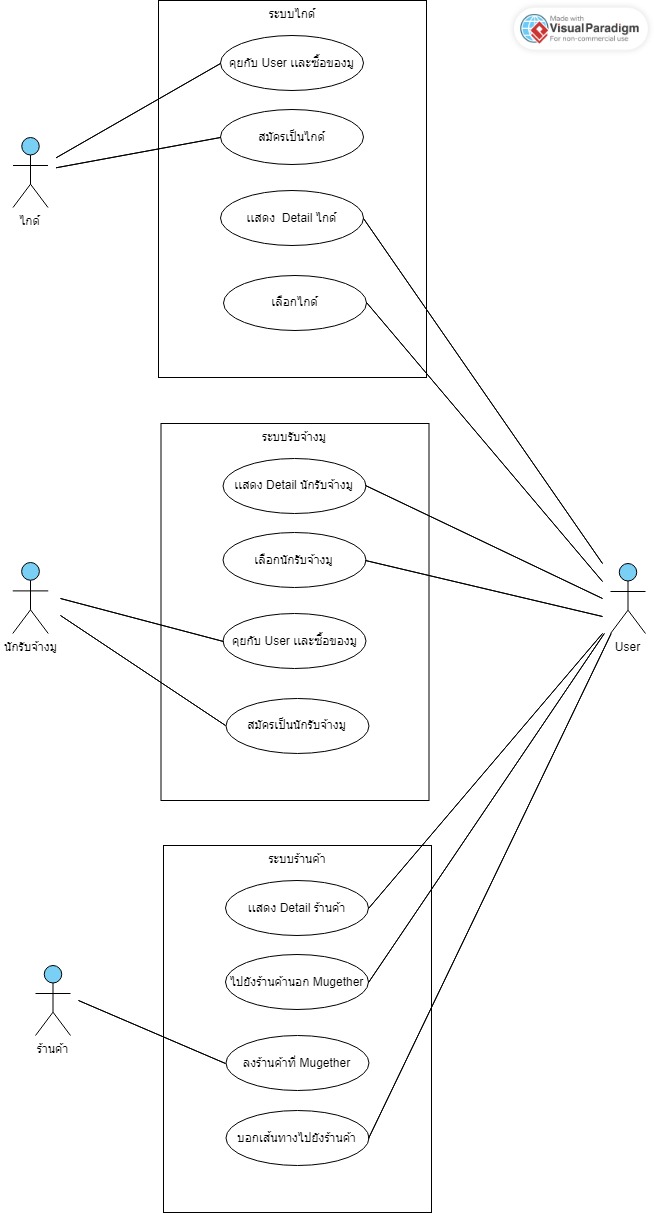 ระบบไกด์
Made with
VisualParadigm
For non-commercial use
คุยกับ User และซื้อของมู
สมัครเป็นไกด์
ไกด์
แสดง Detail ไกด์
เลือกไกด์
ระบบรับจ้างมู
แสดง Detail นักรับจ้างมู
เลือกนักรับจ้างมู
นักรับจ้างมู
คุยกับ User และซื้อของมู
User
สมัครเป็นนักรับจ้างมู
ระบบร้านค้า
แสดง Detail ร้านค้า
ไปยังร้านค้านอก Mugether
ร้านค้า
ลงร้านค้าที่ Mugether
บอกเส้นทางไปยังร้านค้า